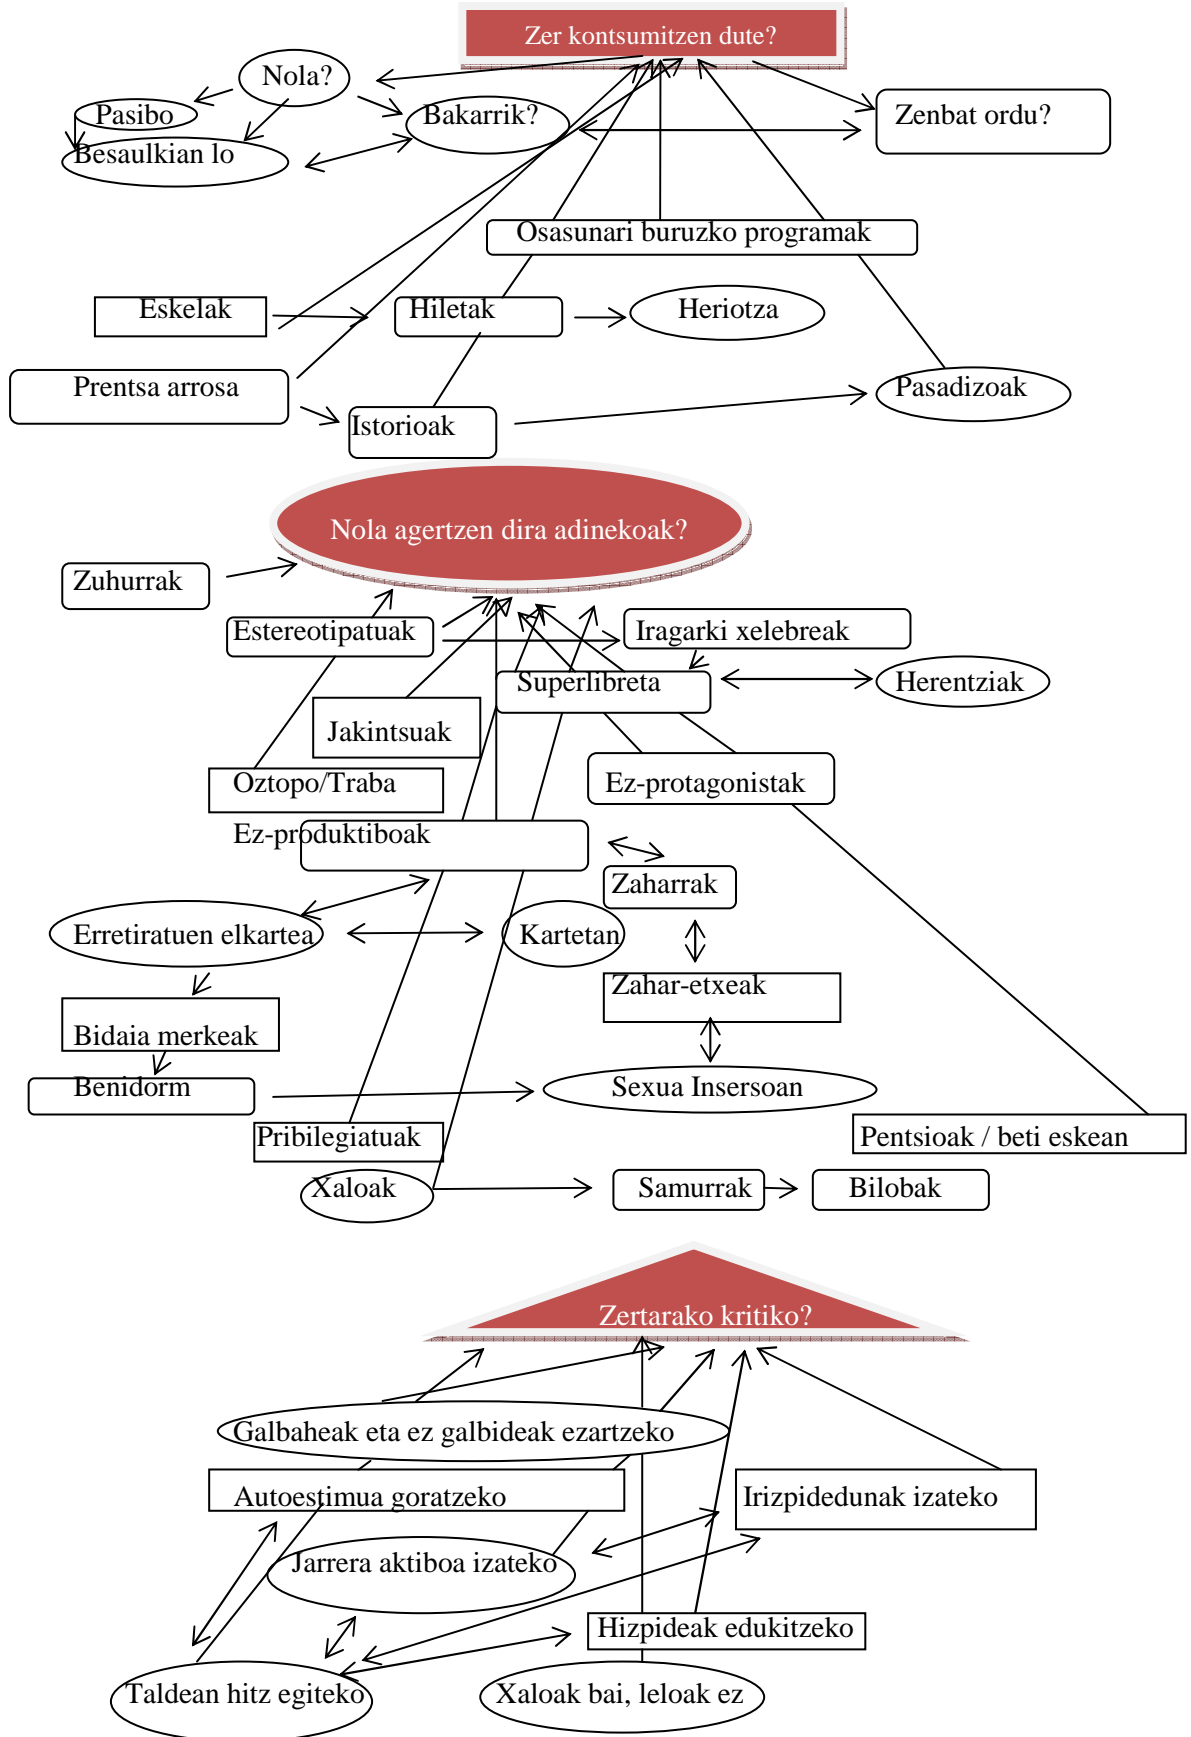 Zer kontsumitzen dute?
Nola?
Pasibo
Bakarrik?
Zenbat ordu?
Besaulkian lo
Osasunari buruzko programak
Eskelak
Hiletak
Heriotza
Prentsa arrosa
Pasadizoak
Istorioak
Nola agertzen dira adinekoak?
Zuhurrak
Estereotipatuak
Iragarki xelebreak
Superlibreta
Herentziak
Jakintsuak
Oztopo/Traba
Ez-protagonistak
Ez-produktiboak
Zaharrak
Erretiratuen elkartea
Kartetan
Zahar-etxeak
Bidaia merkeak
Benidorm
Sexua Insersoan
Pribilegiatuak
Pentsioak / beti eskean
Xaloak
Samurrak
Bilobak
Zertarako kritiko?
Galbaheak eta ez galbideak ezartzeko
Autoestimua goratzeko
Irizpidedunak izateko
Jarrera aktiboa izateko
Hizpideak edukitzeko
Taldean hitz egiteko
Xaloak bai, leloak ez